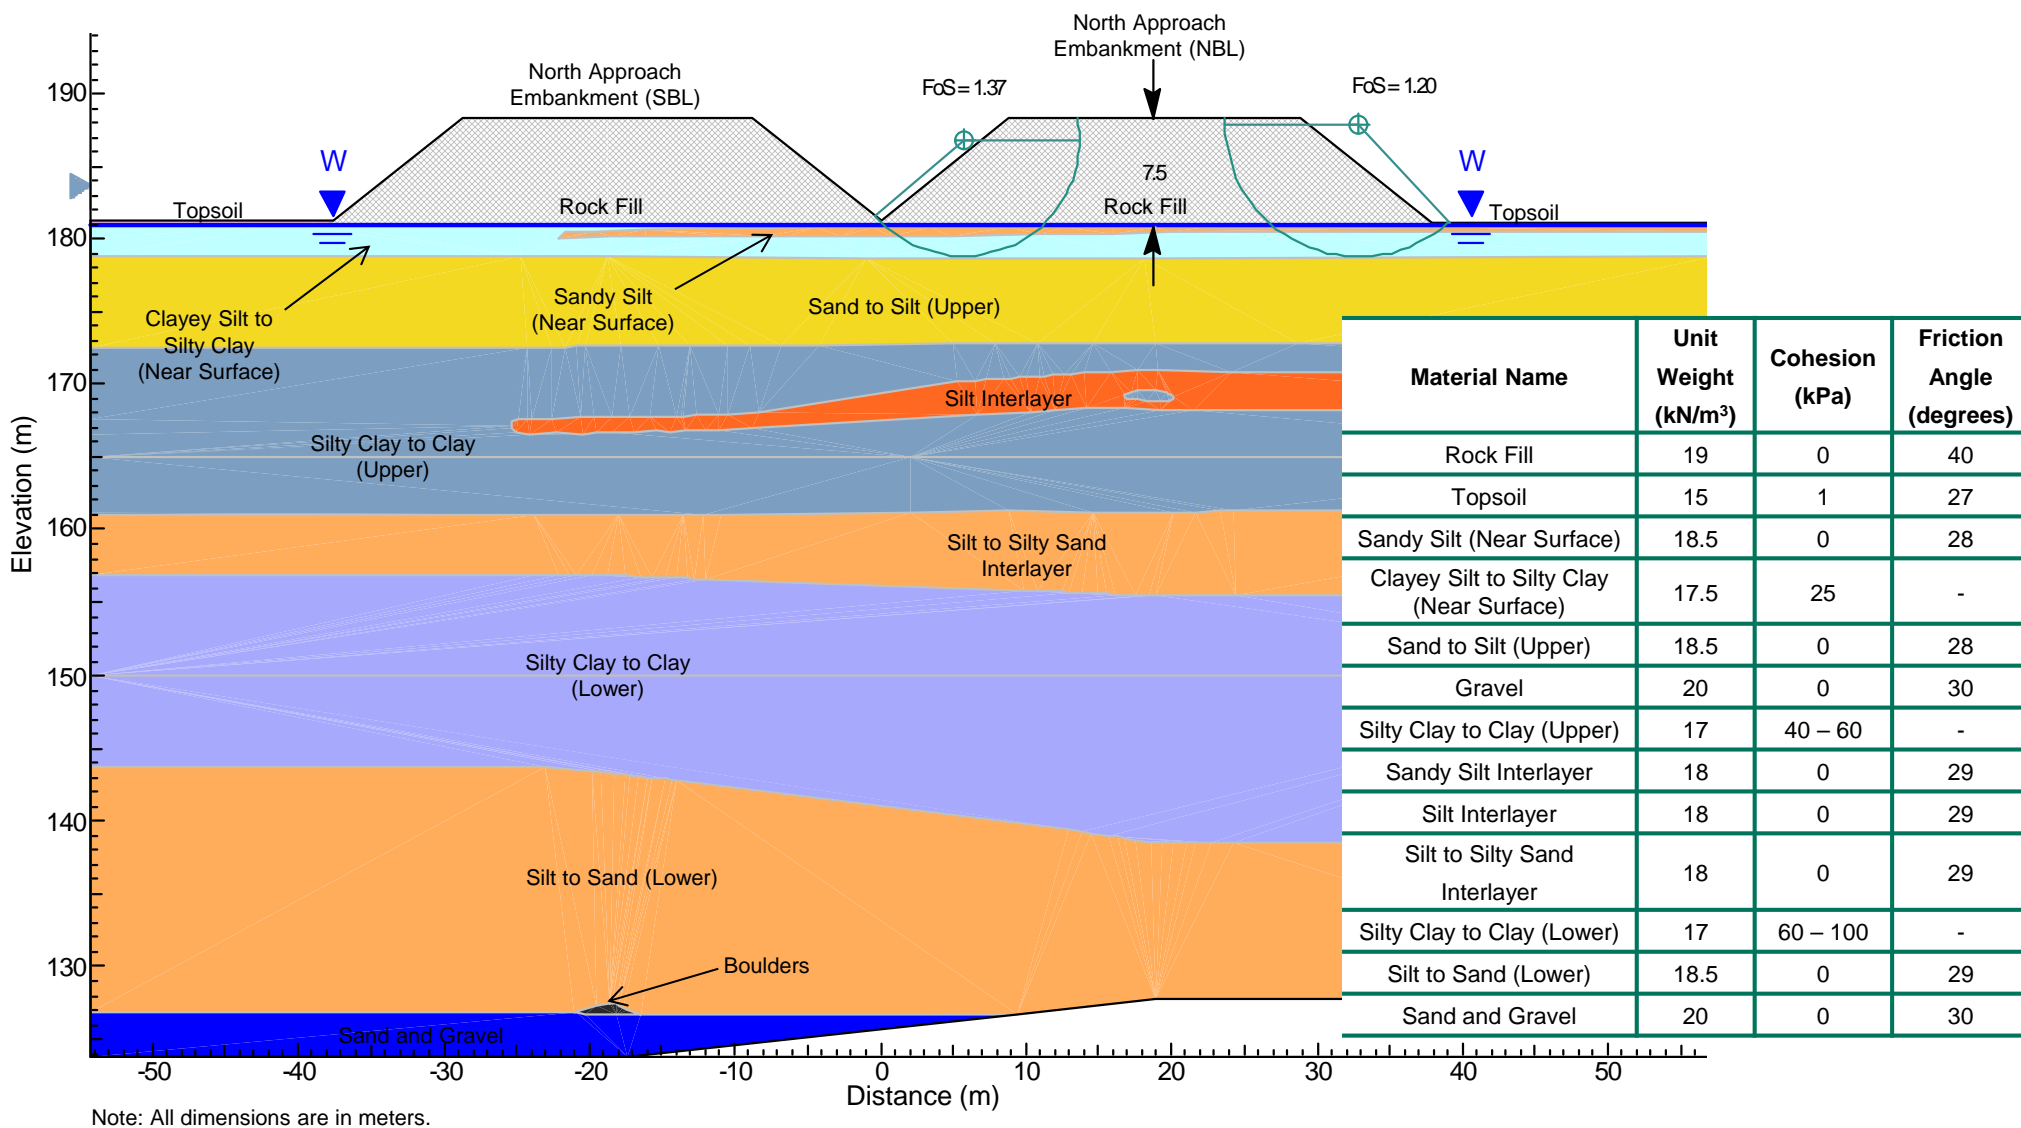 North Approach
Embankment (NBL)
North Approach
Embankment (SBL)
FoS = 1.37
FoS = 1.20
W
W
7.5
Rock Fill
Rock Fill
Topsoil
Topsoil
Clayey Silt to
Silty Clay
(Near Surface)
Sandy Silt
(Near Surface)
Sand to Silt (Upper)
Silt Interlayer
Silty Clay to Clay
(Upper)
Silt to Silty Sand
Interlayer
Silty Clay to Clay
(Lower)
Silt to Sand (Lower)
Boulders
Sand and Gravel
Elevation (m)
190
180
170
160
150
140
130
-50 -40 -30 -20 -10 0 10 20 30 40 50
Distance (m)
Note: All dimensions are in meters.
Material Name Unit Weight (kN/m³) Cohesion (kPa) Friction Angle (degrees)
Rock Fill 19 0 40
Topsoil 15 1 27
Sandy Silt (Near Surface) 18.5 0 28
Clayey Silt to Silty Clay (Near Surface) 17.5 25 -
Sand to Silt (Upper) 18.5 0 28
Gravel 20 0 30
Silty Clay to Clay (Upper) 17 40 – 60 -
Sandy Silt Interlayer 18 0 29
Silt Interlayer 18 0 29
Silt to Silty Sand Interlayer 18 0 29
Silty Clay to Clay (Lower) 17 60 – 100 -
Silt to Sand (Lower) 18.5 0 29
Sand and Gravel 20 0 30